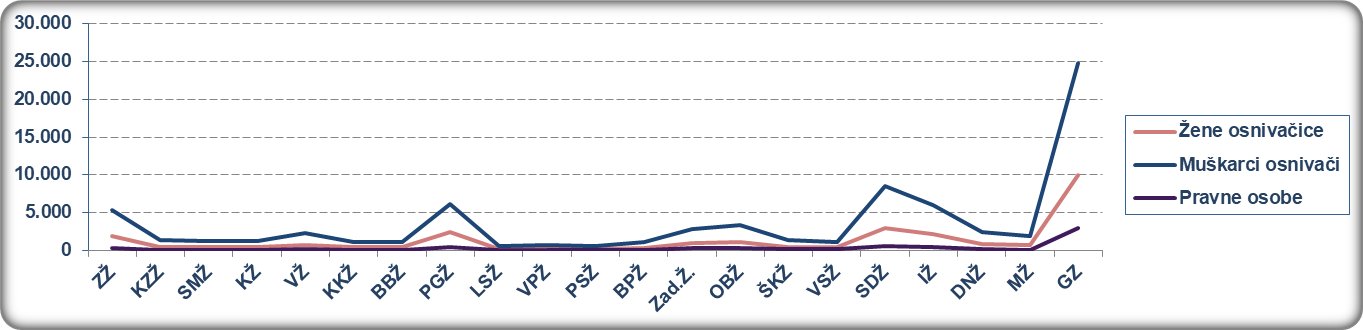 30.000
25.000
20.000
15.000
10.000
5.000
0
ZŽ KZŽ SMŽ KŽ VŽ KKŽ BBŽ PGŽ LSŽ VPŽ PSŽ BPŽ Zad.Ž. OBŽ ŠKŽ VSŽ SDŽ IŽ DNŽ MŽ GZ
Žene osnivačice
Muškarci osnivači
Pravne osobe